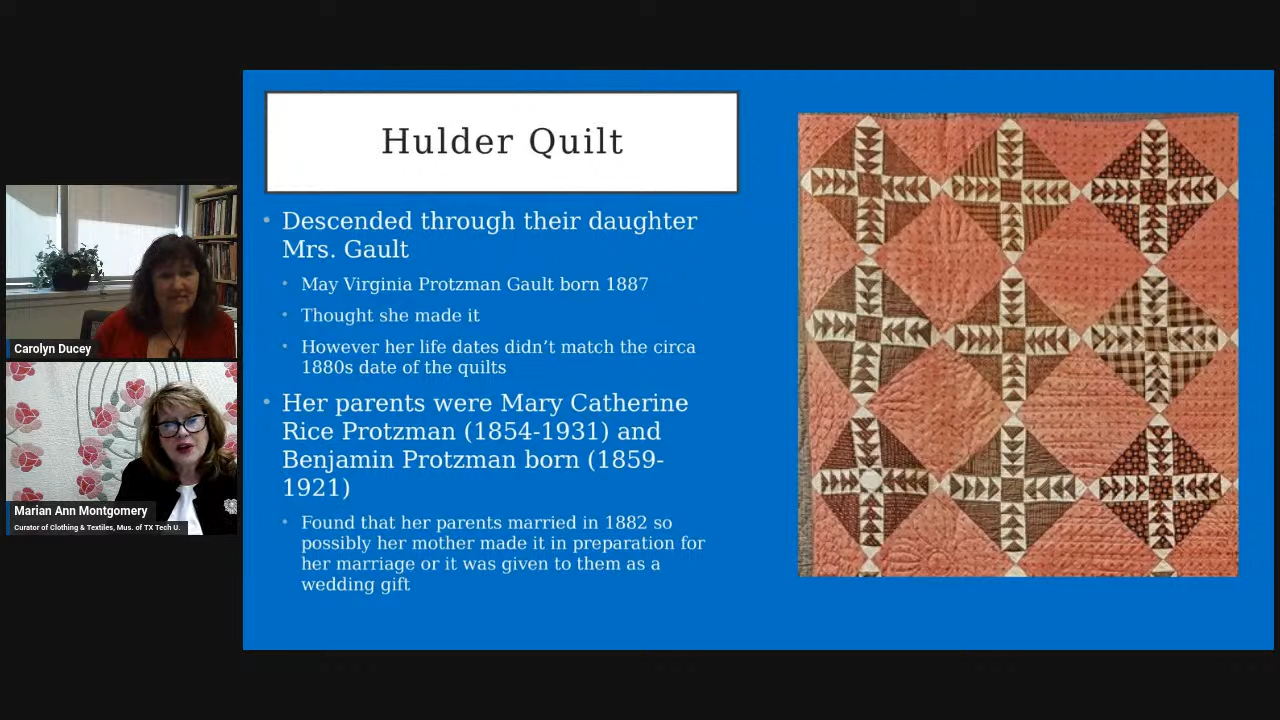 Hulder Quilt
Descended through their daughter
Mrs. Gault
May Virginia Protzman Gault born 1887
Thought she made it
However her life dates didn’t match the circa
1880s date of the quilts
Her parents were Mary Catherine
Rice Protzman (1854-1931) and
Benjamin Protzman born (1859-
1921)
Found that her parents married in 1882 so
possibly her mother made it in preparation for
her marriage or it was given to them as a
wedding gift
Carolyn Ducey
Marian Ann Montgomery
Curator of Clothing & Textiles, Mus. of TX Tech U.